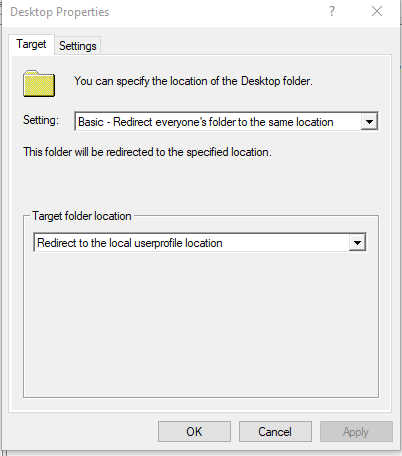 Desktop Properties
Target Settings
You can specify the location of the Desktop folder.
Setting: Basic - Redirect everyone's folder to the same location
This folder will be redirected to the specified location.
Target folder location
Redirect to the local userprofile location
OK Cancel Apply